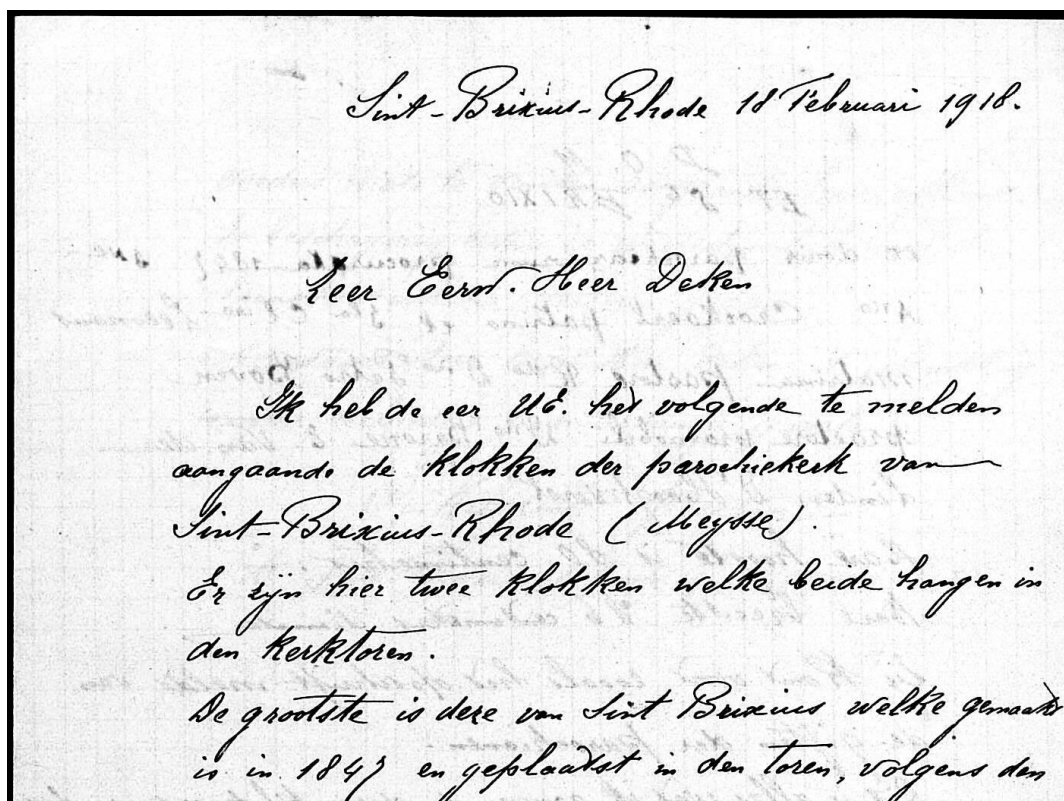 Sint-Brixius-Rhode 18 Februari 1918.
Zeer Eerw. Heer Deken
Ik heb de eer UE. het volgende te melden
aangaande de klokken der parochiekerk van
Sint-Brixius-Rhode (Meysse).
Er zijn hier twee klokken welke beide hangen in
den kerktoren.
De grootste is deze van Sint Brixius welke gemaakt
is in 1847 en geplaatst in den toren, volgens den